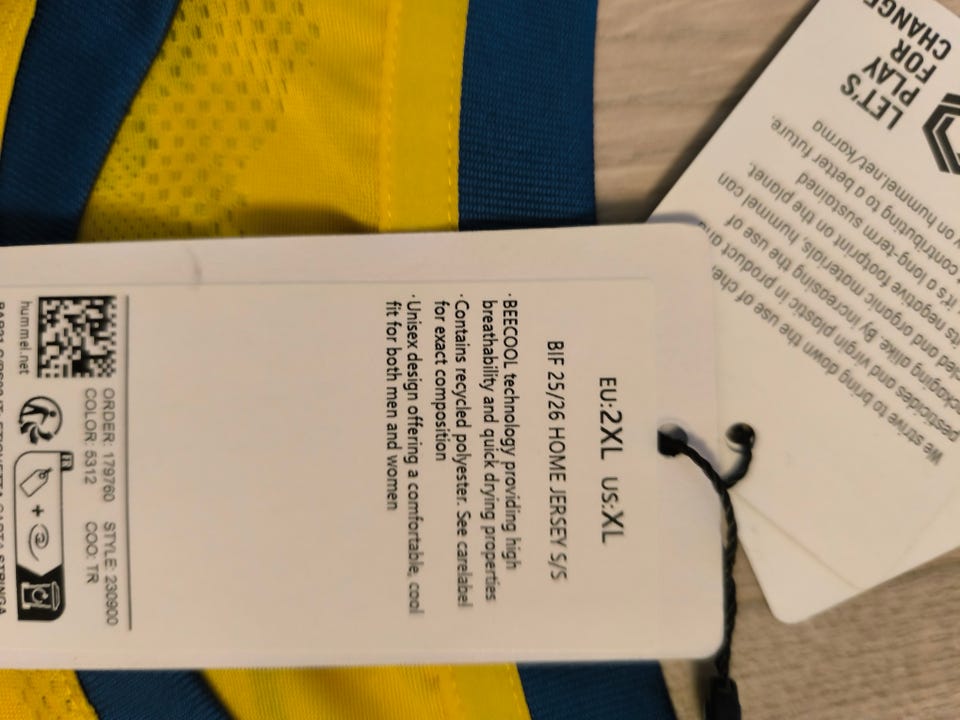 EU:2XL US:XL
BIF 25/26 HOME JERSEY S/S
·BEECOOL technology providing high
breathability and quick drying properties
·Contains recycled polyester. See carelabel
for exact composition
·Unisex design offering a comfortable, cool
fit for both men and women
ORDER: 179760 STYLE: 230900
COLOR: 5312 COO: TR
hummel.net
FR
LET'S
PLAY
FOR
CHANGE
We strive to bring down the use of
pesticides and virgin plastic in product and
alike. By increasing the use of
and organic materials, hummel can
its negative footprint on the planet.
it's a long-term sustained
contributing to a better future.
on hummel.net/karma